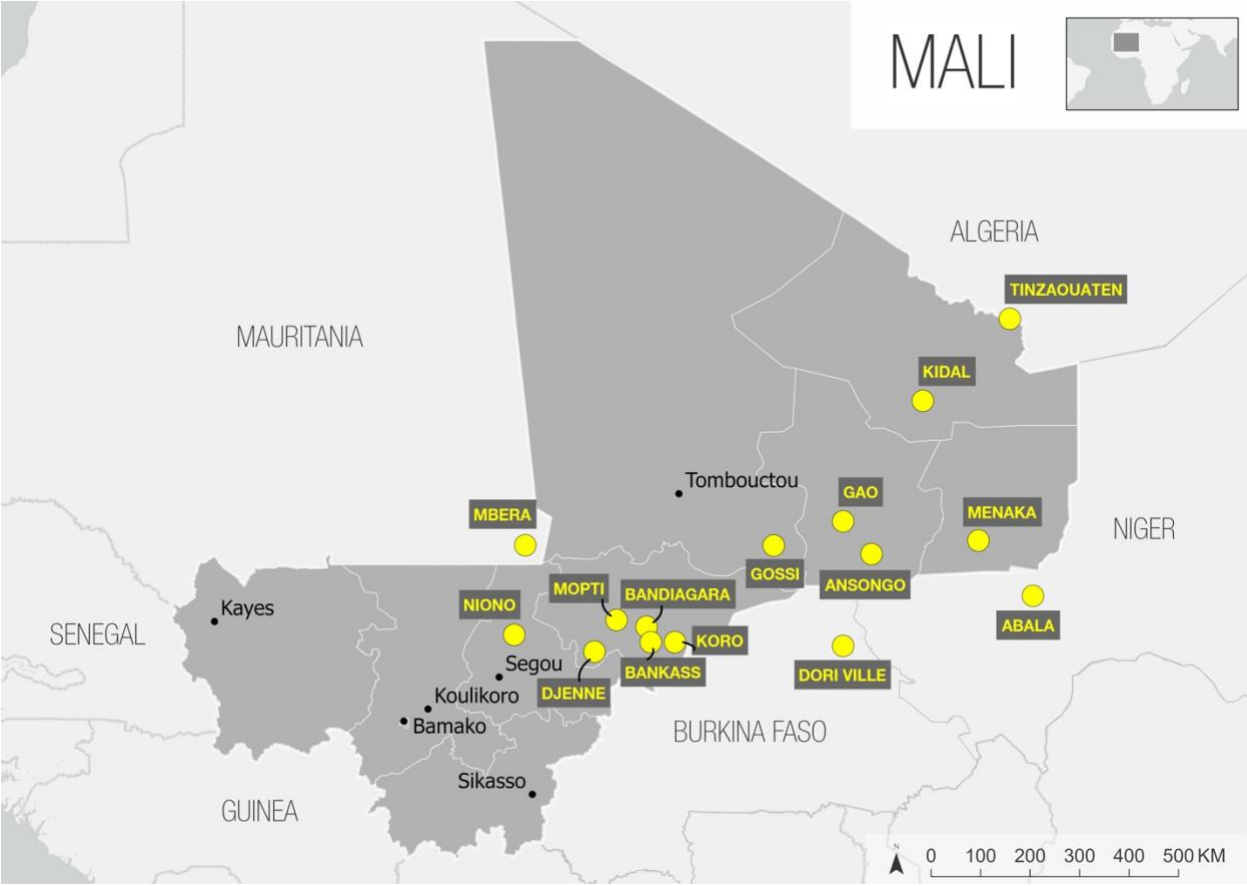 MALI
ALGERIA
TINZAOUATEN
MAURITANIA
KIDAL
Tombouctou
GAO
MBERA
MENAKA
NIGER
GOSSI
ANSONGO
MOPTI
BANDIAGARA
NIONO
Kayes
ABALA
SENEGAL
KORO
Segou
BANKASS
DORI VILLE
DJENNE
Koulikoro
Bamako
BURKINA FASO
Sikasso
GUINEA
N
0 100 200 300 400 500 KM